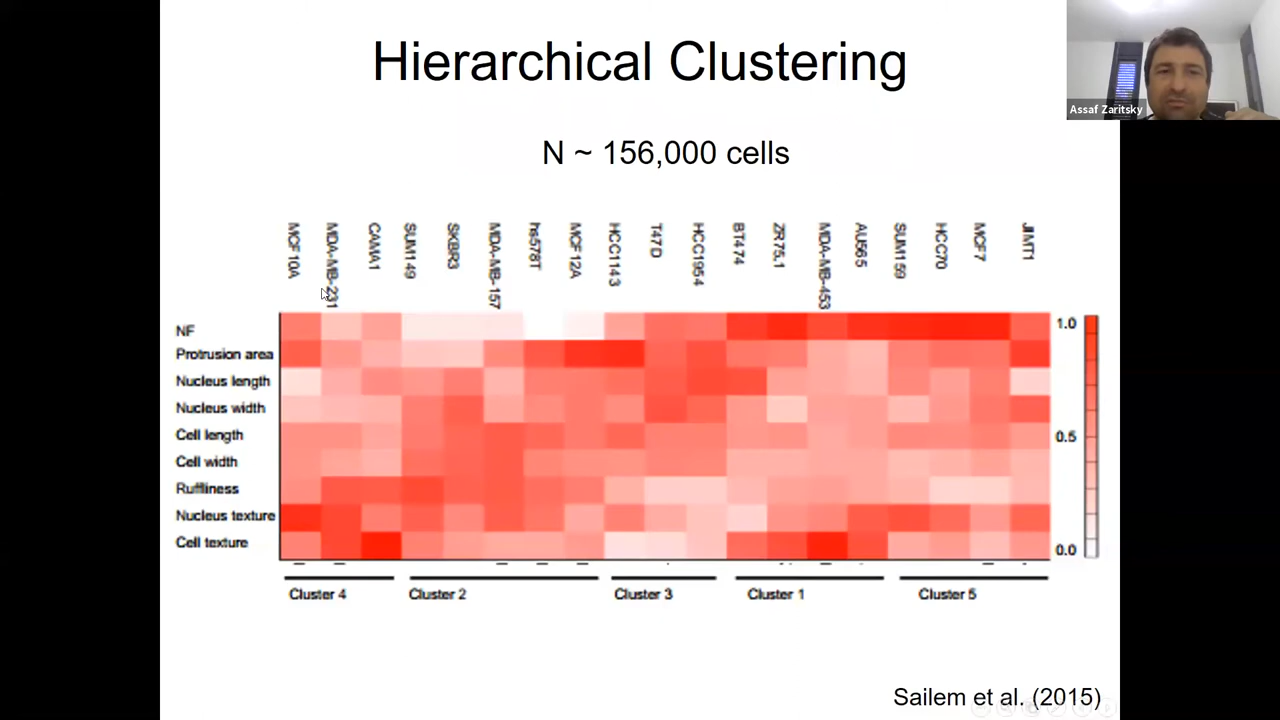 Hierarchical Clustering
Assaf Zaritsky
N ~ 156,000 cells
MCF10A
MDA-MB-231
CAMA1
SUM149
SKBR3
MDA-MB-157
hs578T
MCF12A
HCC1143
T47D
HCC1954
BT474
ZR75.1
MDA-MB-453
AU565
SUM159
HCC70
MCF7
JIMT1
NF
Protrusion area
Nucleus length
Nucleus width
Cell length
Cell width
Ruffliness
Nucleus texture
Cell texture
1.0
0.5
0.0
Cluster 4
Cluster 2
Cluster 3
Cluster 1
Cluster 5
Sailem et al. (2015)